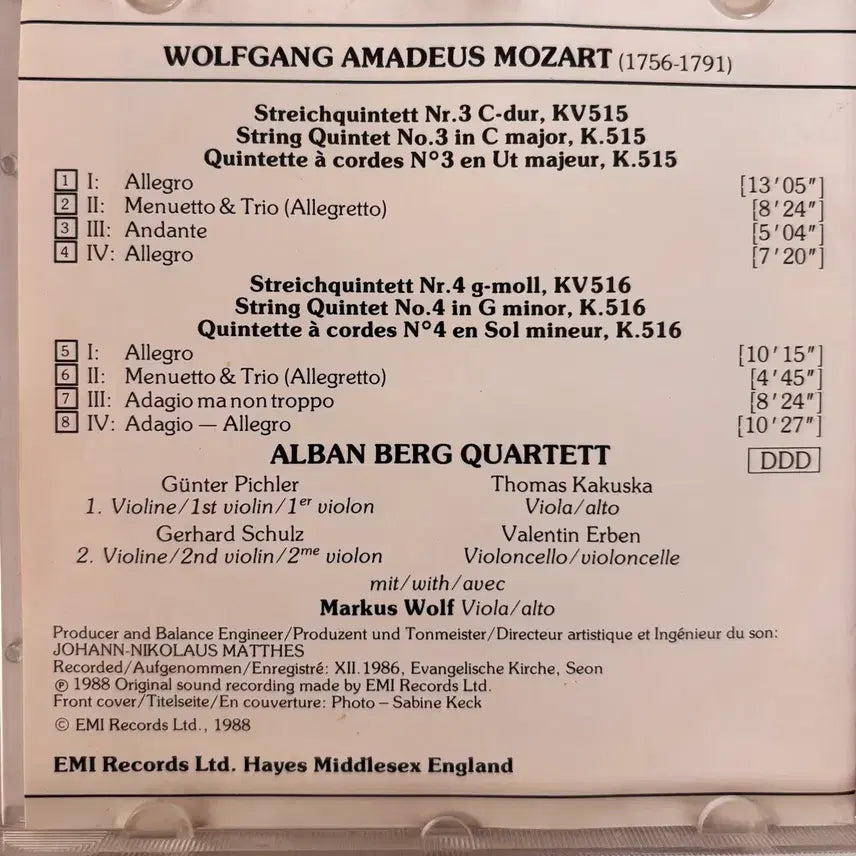 WOLFGANG AMADEUS MOZART (1756-1791)
Streichquintett Nr.3 C-dur, KV515
String Quintet No.3 in C major, K.515
Quintette à cordes N°3 en Ut majeur, K.515
1 I: Allegro [13'05"]
2 II: Menuetto & Trio (Allegretto) [8'24"]
3 III: Andante [5'04"]
4 IV: Allegro [7'20"]
Streichquintett Nr.4 g-moll, KV516
String Quintet No.4 in G minor, K.516
Quintette à cordes N°4 en Sol mineur, K.516
5 I: Allegro [10'15"]
6 II: Menuetto & Trio (Allegretto) [4'45"]
7 III: Adagio ma non troppo [8'24"]
8 IV: Adagio — Allegro [10'27"]
ALBAN BERG QUARTETT DDD
Günter Pichler Thomas Kakuska
1. Violine/1st violin/1er violon Viola/alto
Gerhard Schulz Valentin Erben
2. Violine/2nd violin/2me violon Violoncello/violoncelle
mit/with/avec
Markus Wolf Viola/alto
Producer and Balance Engineer/Produzent und Tonmeister/Directeur artistique et Ingénieur du son:
JOHANN-NIKOLAUS MATTHES
Recorded/Aufgenommen/Enregistré: XII.1986, Evangelische Kirche, Seon
℗ 1988 Original sound recording made by EMI Records Ltd.
Front cover/Titelseite/En couverture: Photo – Sabine Keck
© EMI Records Ltd., 1988
EMI Records Ltd. Hayes Middlesex England